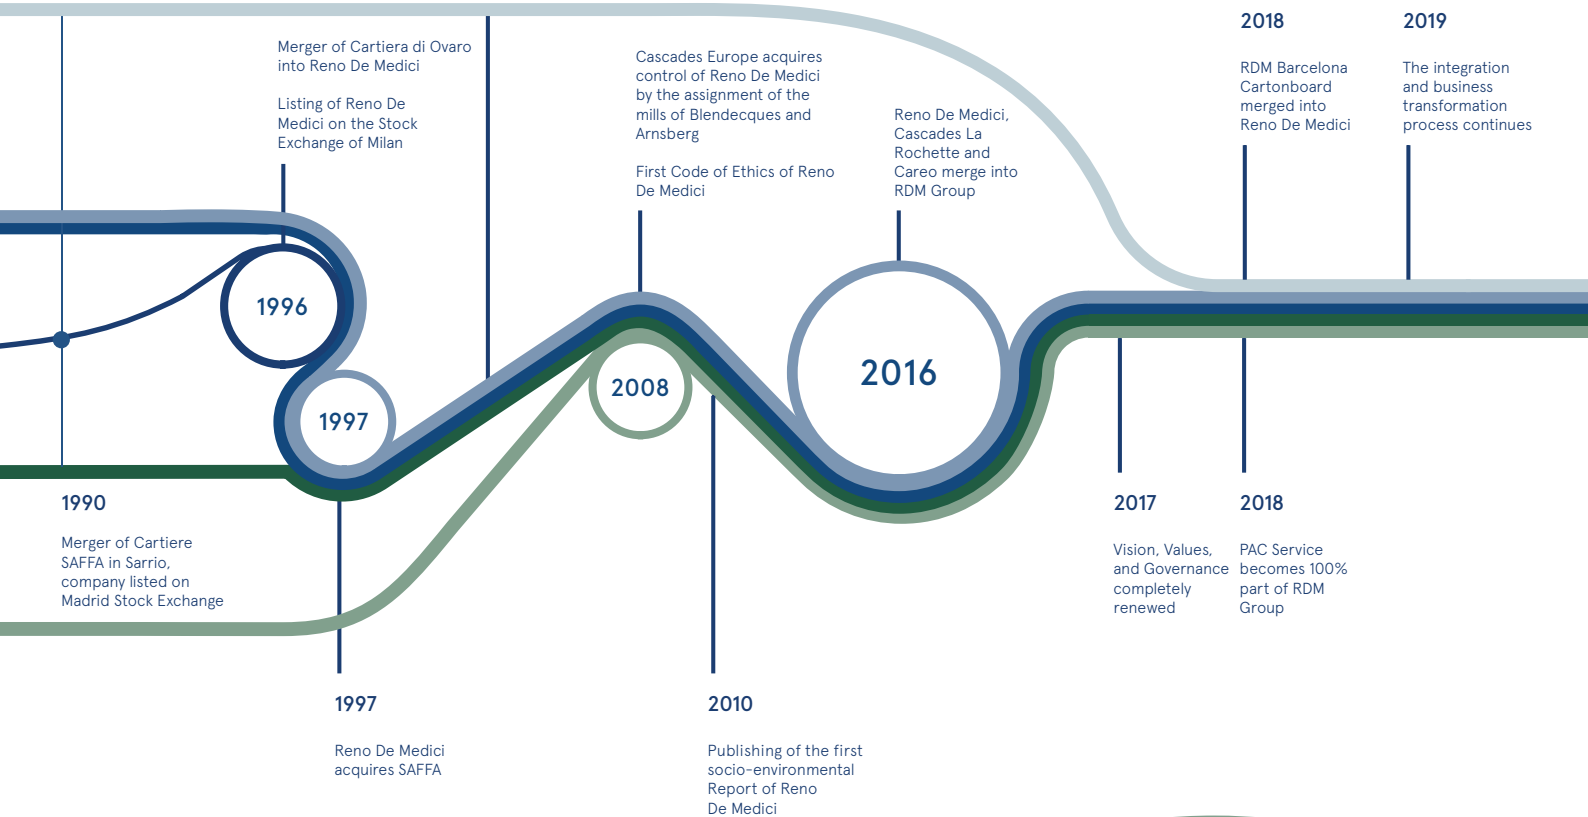 Merger of Cartiera di Ovaro
into Reno De Medici
Listing of Reno De
Medici on the Stock
Exchange of Milan
1996
1997
1990
Merger of Cartiere
SAFFA in Sarrio,
company listed on
Madrid Stock Exchange
1997
Reno De Medici
acquires SAFFA
Cascades Europe acquires
control of Reno De Medici
by the assignment of the
mills of Blendecques and
Arnsberg
First Code of Ethics of Reno
De Medici
2008
2010
Publishing of the first
socio-environmental
Report of Reno
De Medici
Reno De Medici,
Cascades La
Rochette and
Careo merge into
RDM Group
2016
2017
Vision, Values,
and Governance
completely
renewed
2018
RDM Barcelona
Cartonboard
merged into
Reno De Medici
2018
PAC Service
becomes 100%
part of RDM
Group
2019
The integration
and business
transformation
process continues